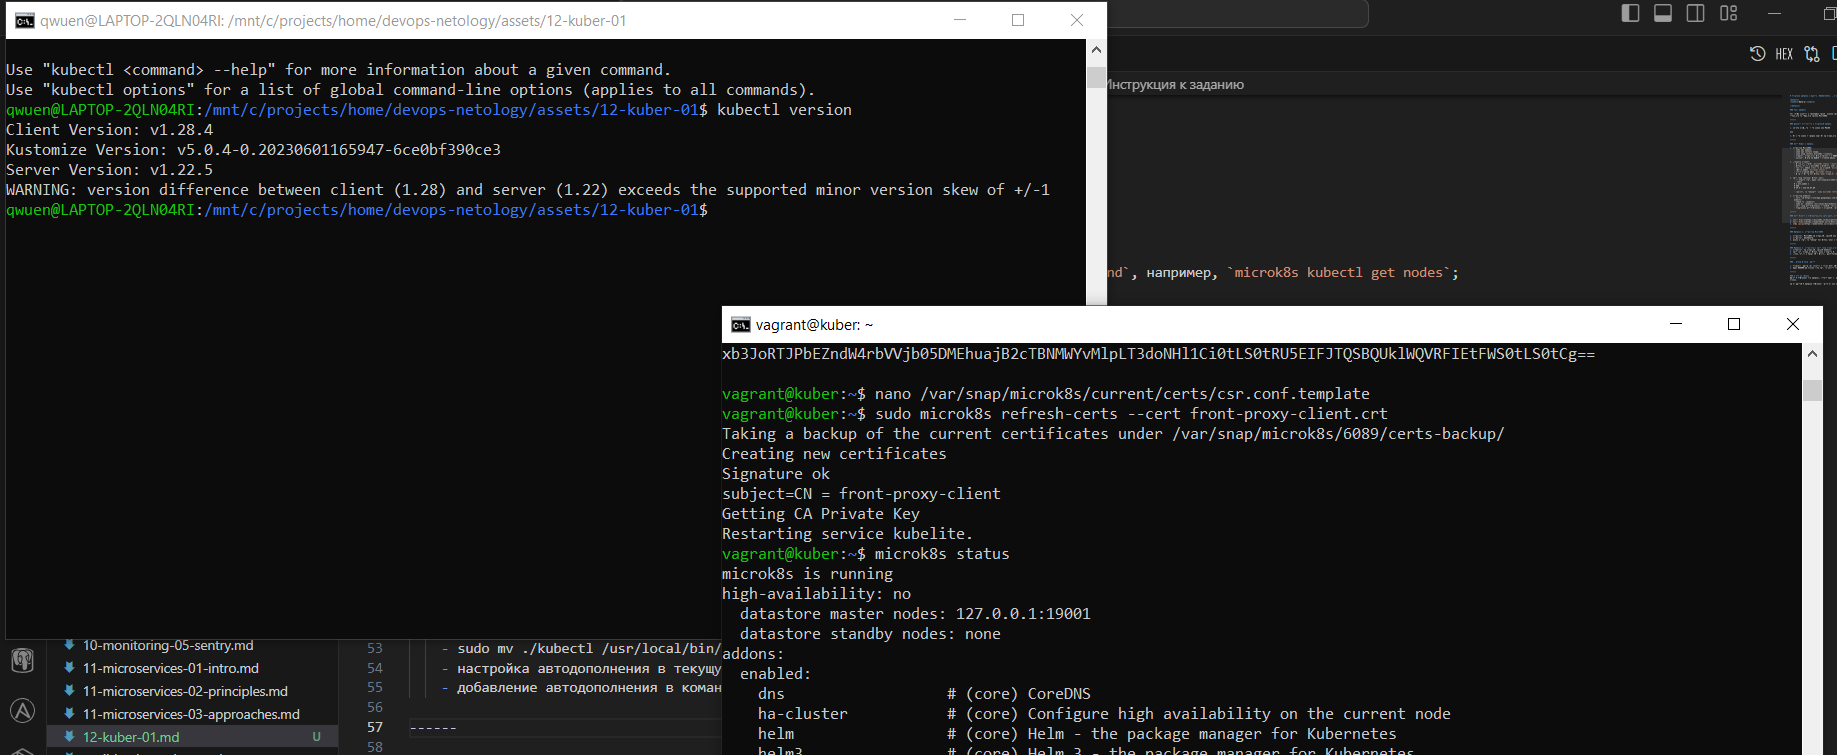 qwuen@LAPTOP-2QLN04RI: /mnt/c/projects/home/devops-netology/assets/12-kuber-01
Use "kubectl <command> --help" for more information about a given command.
Use "kubectl options" for a list of global command-line options (applies to all commands).
qwuen@LAPTOP-2QLN04RI:/mnt/c/projects/home/devops-netology/assets/12-kuber-01$ kubectl version
Client Version: v1.28.4
Kustomize Version: v5.0.4-0.20230601165947-6ce0bf390ce3
Server Version: v1.22.5
WARNING: version difference between client (1.28) and server (1.22) exceeds the supported minor version skew of +/-1
qwuen@LAPTOP-2QLN04RI:/mnt/c/projects/home/devops-netology/assets/12-kuber-01$
HEX
Инструкция к заданию
nd`, например, `microk8s kubectl get nodes`;
vagrant@kuber: ~
xb3JoRTJPbEZndW4rbVVjb05DMEhuajB2cTBNMWYvMlpLT3doNHl1Ci0tLS0tRU5EIFJTQSBQUklWQVRFIEtFWS0tLS0tCg==
vagrant@kuber:~$ nano /var/snap/microk8s/current/certs/csr.conf.template
vagrant@kuber:~$ sudo microk8s refresh-certs --cert front-proxy-client.crt
Taking a backup of the current certificates under /var/snap/microk8s/6089/certs-backup/
Creating new certificates
Signature ok
subject=CN = front-proxy-client
Getting CA Private Key
Restarting service kubelite.
vagrant@kuber:~$ microk8s status
microk8s is running
high-availability: no
  datastore master nodes: 127.0.0.1:19001
  datastore standby nodes: none
addons:
  enabled:
    dns                  # (core) CoreDNS
    ha-cluster           # (core) Configure high availability on the current node
    helm                 # (core) Helm - the package manager for Kubernetes
    helm3                # (core) Helm 3 - the package manager for Kubernetes
10-monitoring-05-sentry.md
11-microservices-01-intro.md
11-microservices-02-principles.md
11-microservices-03-approaches.md
12-kuber-01.md U
53 - sudo mv ./kubectl /usr/local/bin/
54 - настройка автодополнения в текущу
55 - добавление автодополнения в коман
56
57 ------
58